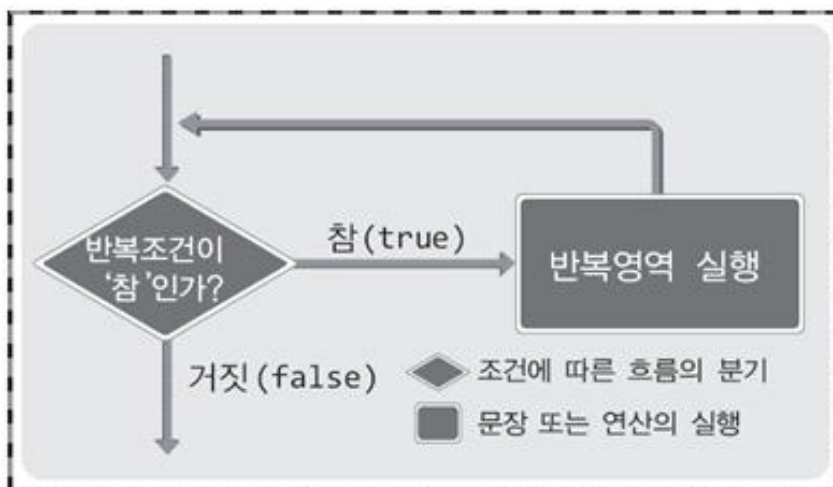 반복조건이
'참'인가?
참(true)
반복영역 실행
거짓(false)
조건에 따른 흐름의 분기
문장 또는 연산의 실행